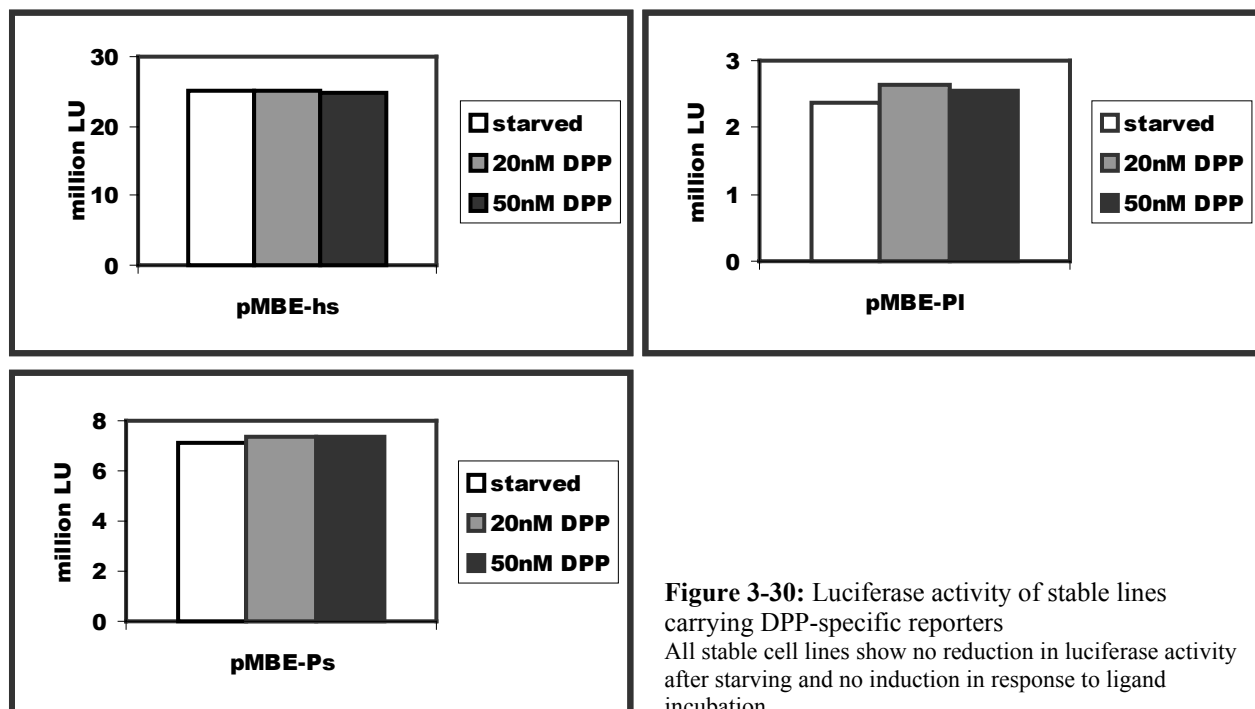 30
20
10
0
million LU
pMBE-hs
starved
20nM DPP
50nM DPP
3
2
1
0
million LU
pMBE-Pl
starved
20nM DPP
50nM DPP
8
6
4
2
0
million LU
pMBE-Ps
starved
20nM DPP
50nM DPP
Figure 3-30: Luciferase activity of stable lines
carrying DPP-specific reporters
All stable cell lines show no reduction in luciferase activity
after starving and no induction in response to ligand
incubation